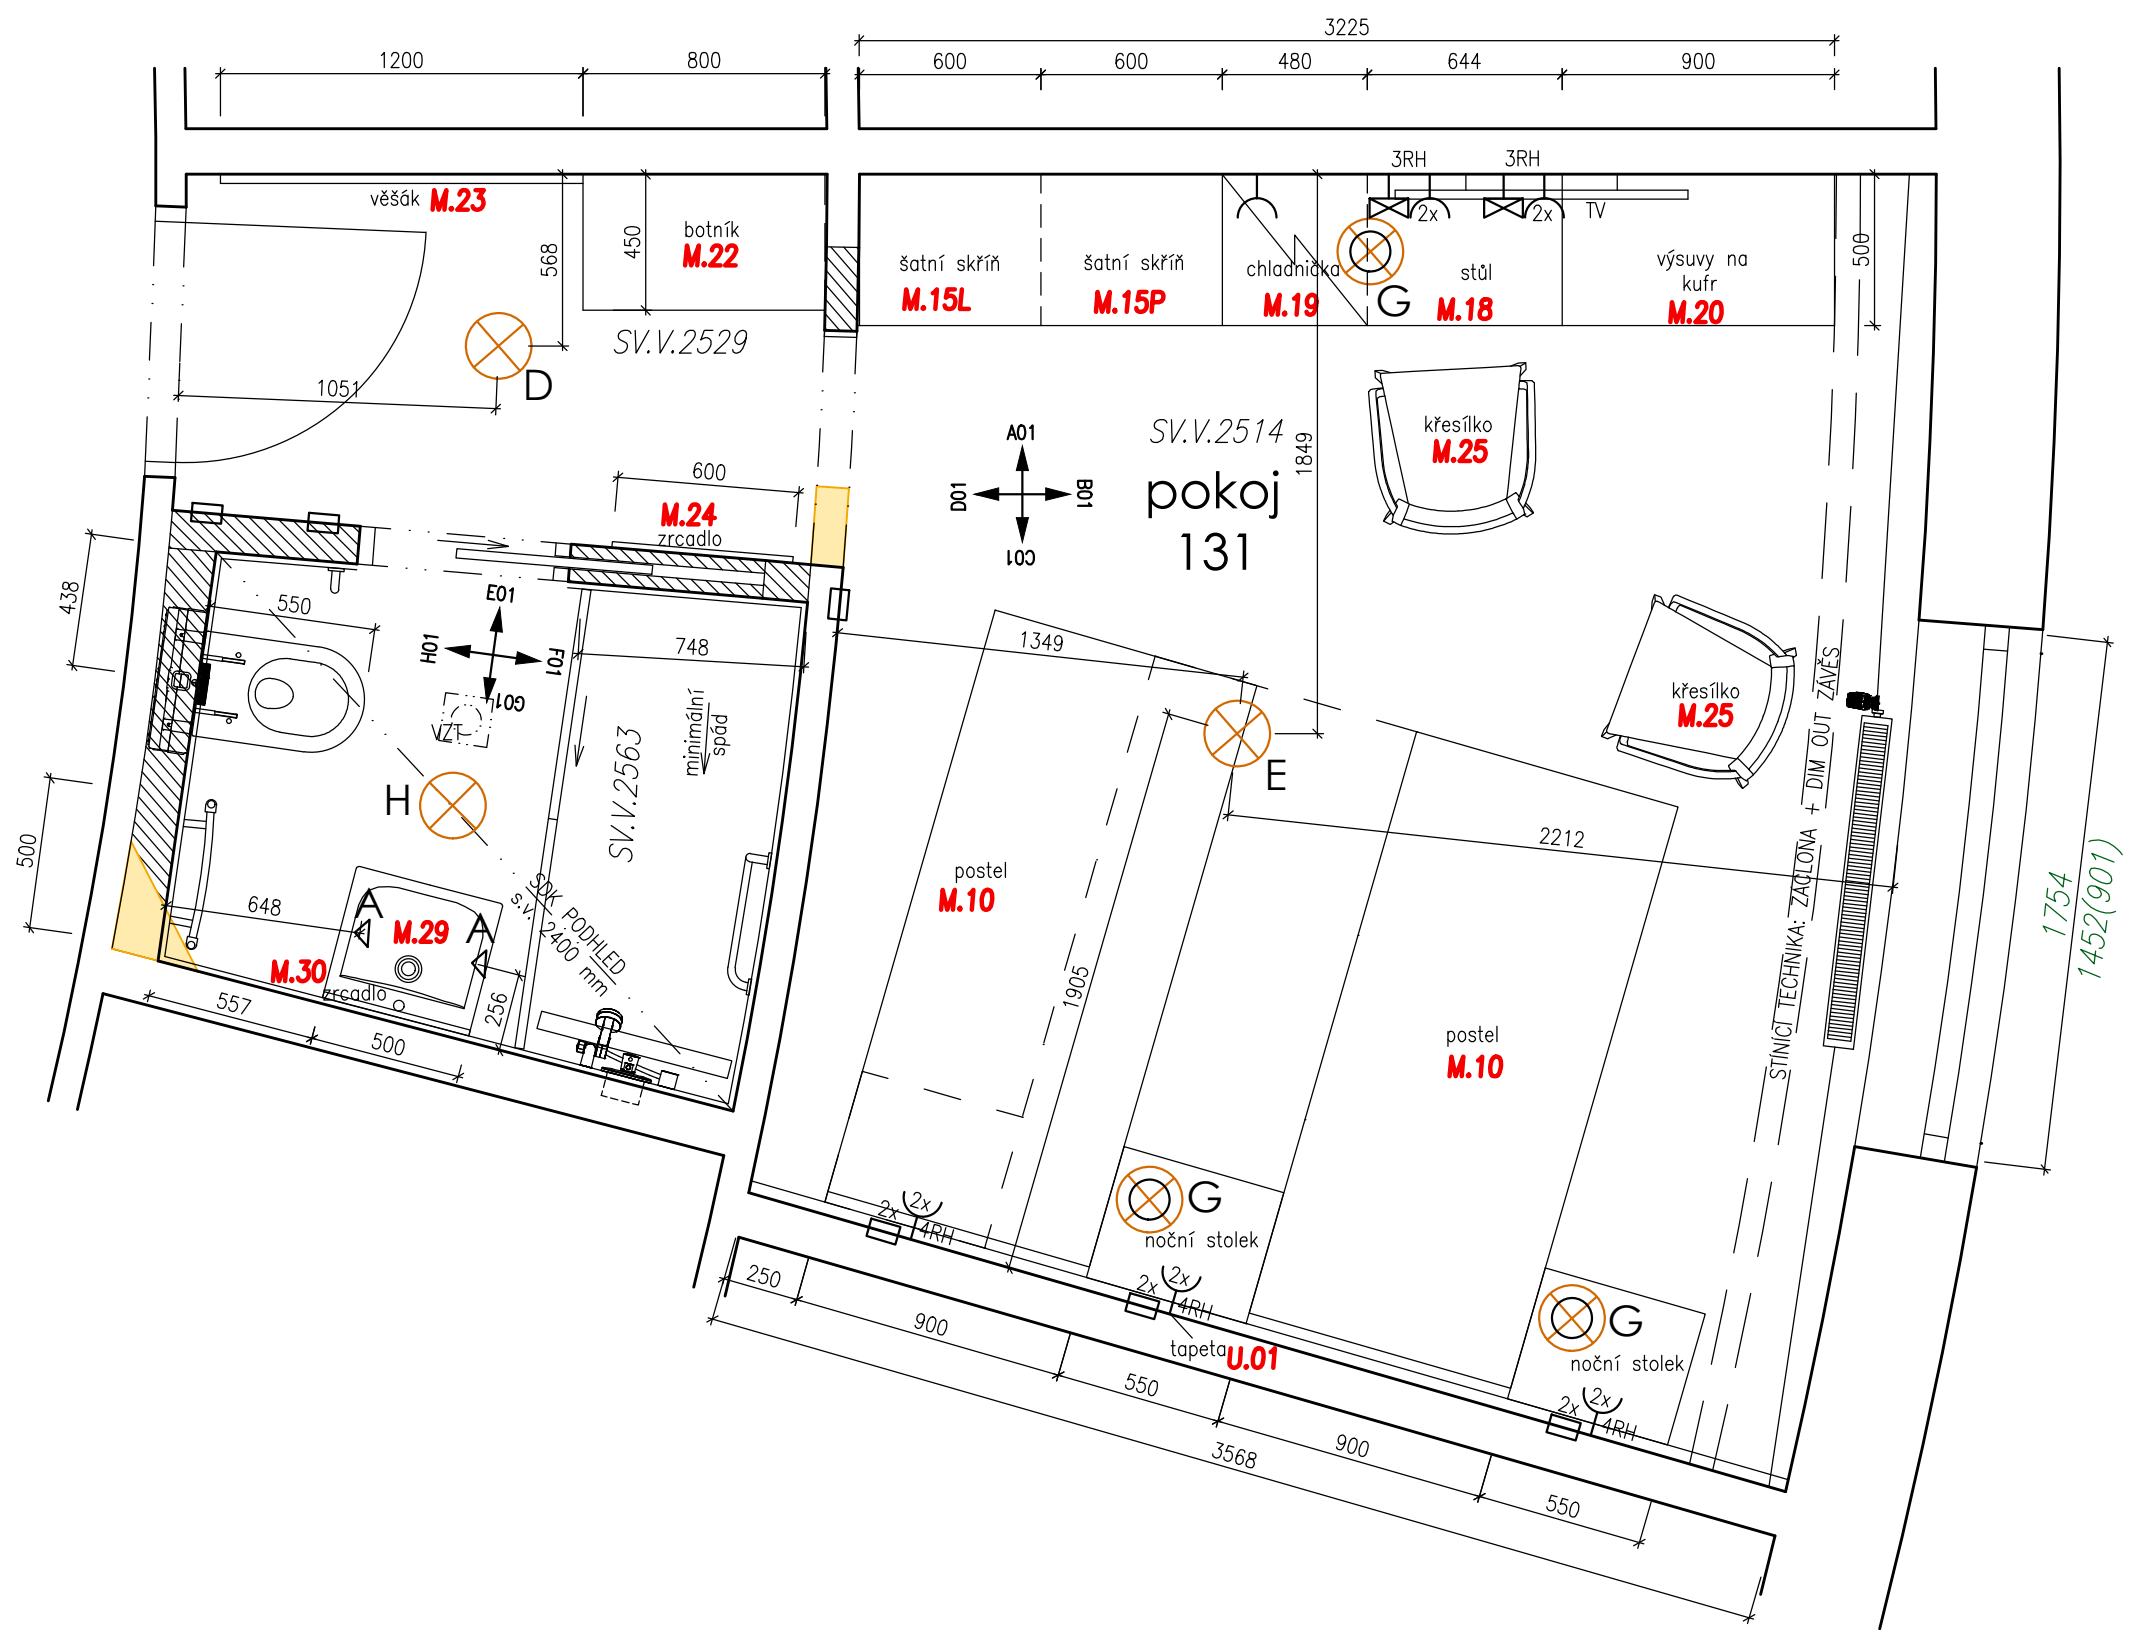 3225
1200
800
600
600
480
644
900
věšák M.23
568
450
botník
M.22
3RH
3RH
2x
2x
TV
500
šatní skříň
M.15L
šatní skříň
M.15P
chladnička
M.19
G
stůl
M.18
výsuvy na
kufr
M.20
SV.V.2529
D
1051
SV.V.2514
1849
pokoj
131
A01
B01
C01
D01
křesílko
M.25
600
M.24
zrcadlo
438
550
E01
F01
G01
H01
748
1349
VZT
minimální
spád
SV.V.2563
H
E
křesílko
M.25
STÍNÍCÍ TECHNIKA: ZÁCLONA + DIM OUT ZÁVĚS
2212
1754
1452(901)
500
648
A
A
M.29
M.30
zrcadlo
SDK PODHLED
s.v. 2400 mm
256
557
500
postel
M.10
1905
postel
M.10
G
noční stolek
G
noční stolek
2x
2x
4RH
2x
2x
4RH
2x
2x
4RH
tapeta U.01
250
900
550
900
550
3568